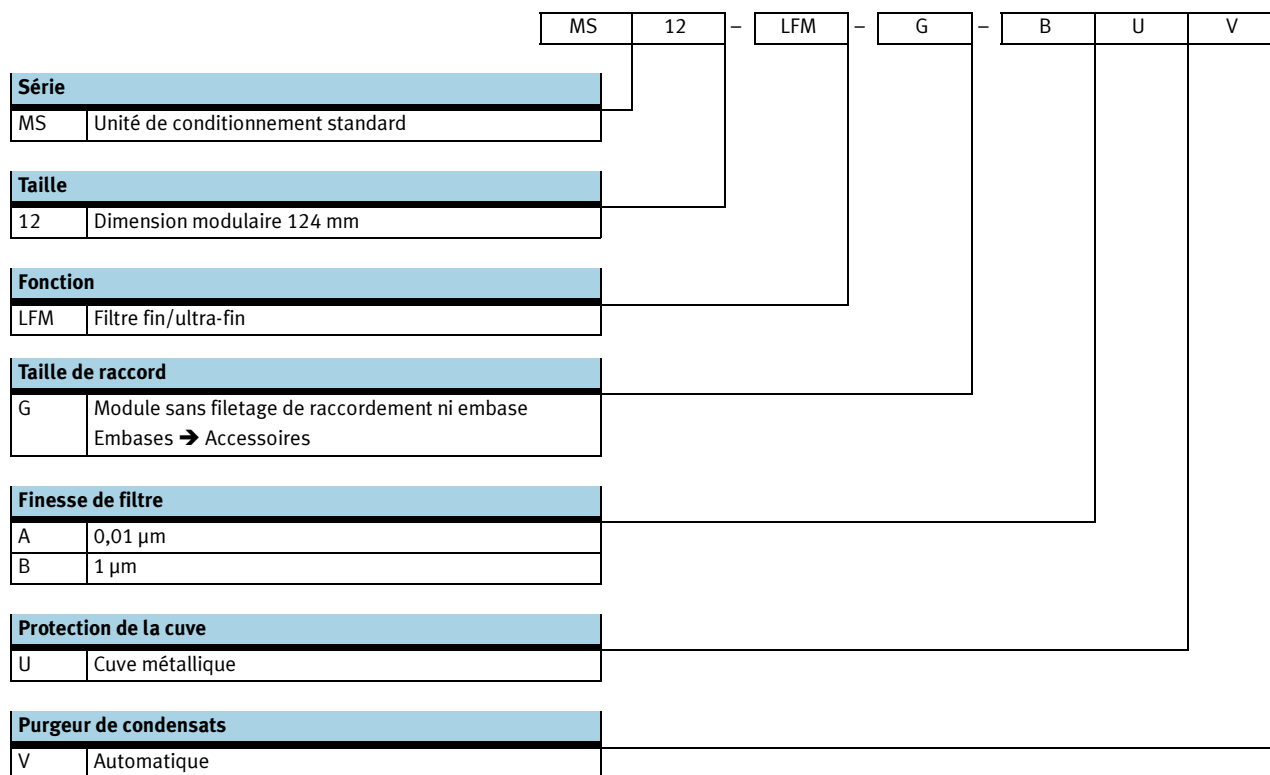 MS 12 – LFM – G – B U V
Série
MS Unité de conditionnement standard
Taille
12 Dimension modulaire 124 mm
Fonction
LFM Filtre fin/ultra-fin
Taille de raccord
G Module sans filetage de raccordement ni embase
Embases ➔ Accessoires
Finesse de filtre
A 0,01 µm
B 1 µm
Protection de la cuve
U Cuve métallique
Purgeur de condensats
V Automatique